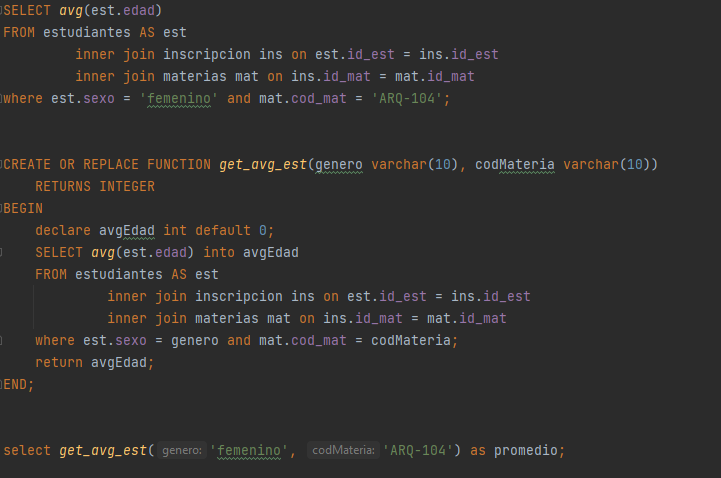 SELECT avg(est.edad)
FROM estudiantes AS est
inner join inscripcion ins on est.id_est = ins.id_est
inner join materias mat on ins.id_mat = mat.id_mat
where est.sexo = 'femenino' and mat.cod_mat = 'ARQ-104';
CREATE OR REPLACE FUNCTION get_avg_est(genero varchar(10), codMateria varchar(10))
RETURNS INTEGER
BEGIN
declare avgEdad int default 0;
SELECT avg(est.edad) into avgEdad
FROM estudiantes AS est
inner join inscripcion ins on est.id_est = ins.id_est
inner join materias mat on ins.id_mat = mat.id_mat
where est.sexo = genero and mat.cod_mat = codMateria;
return avgEdad;
END;
select get_avg_est( genero: 'femenino', codMateria: 'ARQ-104') as promedio;